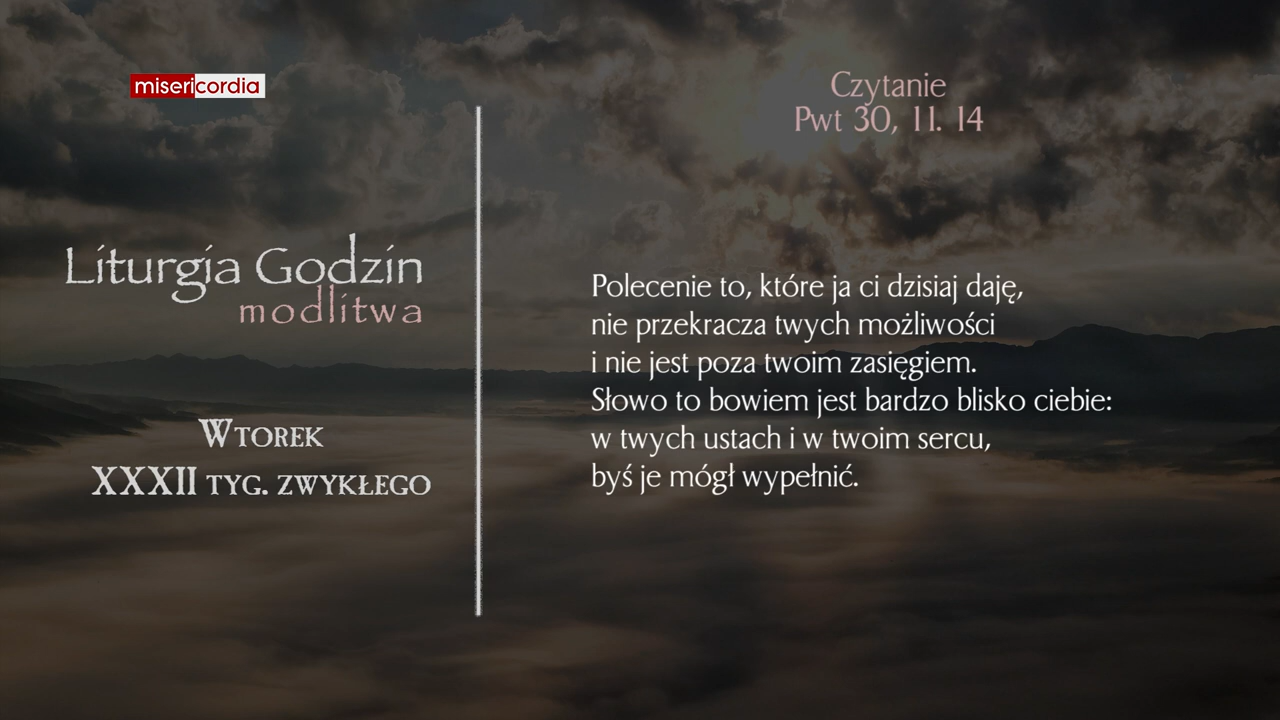 misericordia
Liturgia Godzin
modlitwa
Wtorek
XXXII tyg. zwykłego
Czytanie
Pwt 30, 11. 14
Polecenie to, które ja ci dzisiaj daję,
nie przekracza twych możliwości
i nie jest poza twoim zasięgiem.
Słowo to bowiem jest bardzo blisko ciebie:
w twych ustach i w twoim sercu,
byś je mógł wypełnić.